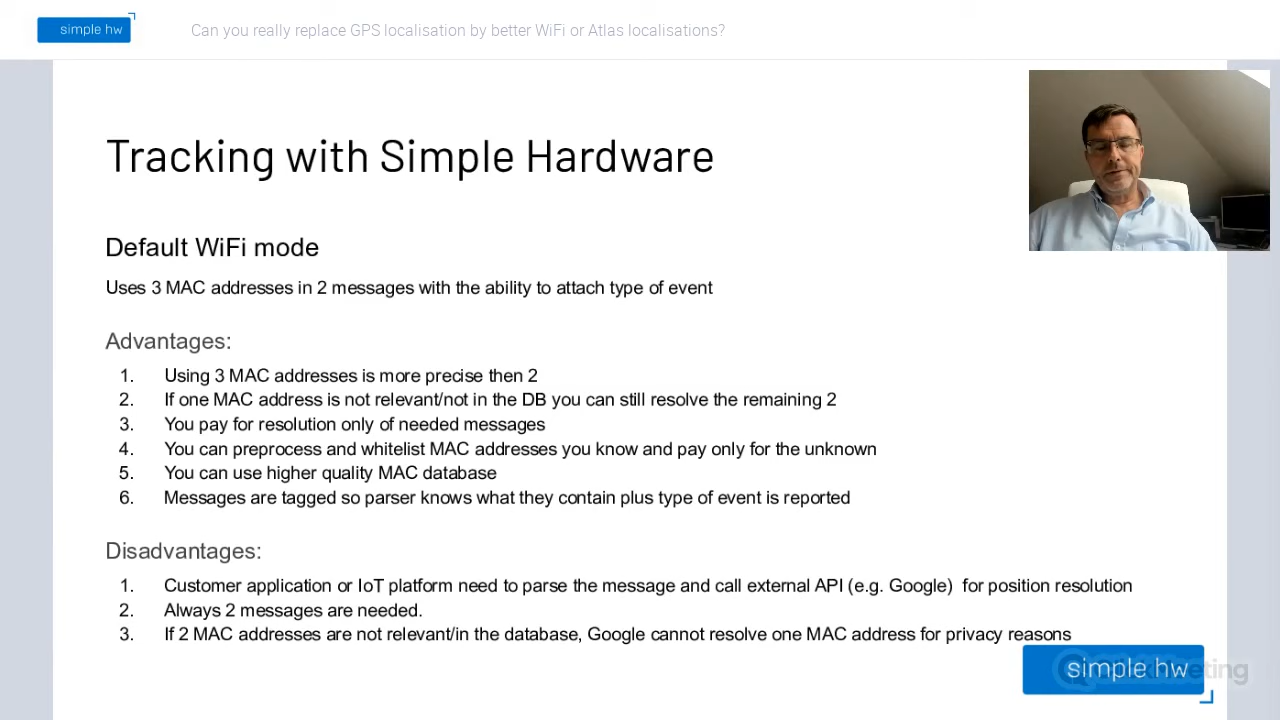 simple hw
Can you really replace GPS localisation by better WiFi or Atlas localisations?
Tracking with Simple Hardware
Default WiFi mode
Uses 3 MAC addresses in 2 messages with the ability to attach type of event
Advantages:
1. Using 3 MAC addresses is more precise then 2
2. If one MAC address is not relevant/not in the DB you can still resolve the remaining 2
3. You pay for resolution only of needed messages
4. You can preprocess and whitelist MAC addresses you know and pay only for the unknown
5. You can use higher quality MAC database
6. Messages are tagged so parser knows what they contain plus type of event is reported
Disadvantages:
1. Customer application or IoT platform need to parse the message and call external API (e.g. Google) for position resolution
2. Always 2 messages are needed.
3. If 2 MAC addresses are not relevant/in the database, Google cannot resolve one MAC address for privacy reasons
simple hw